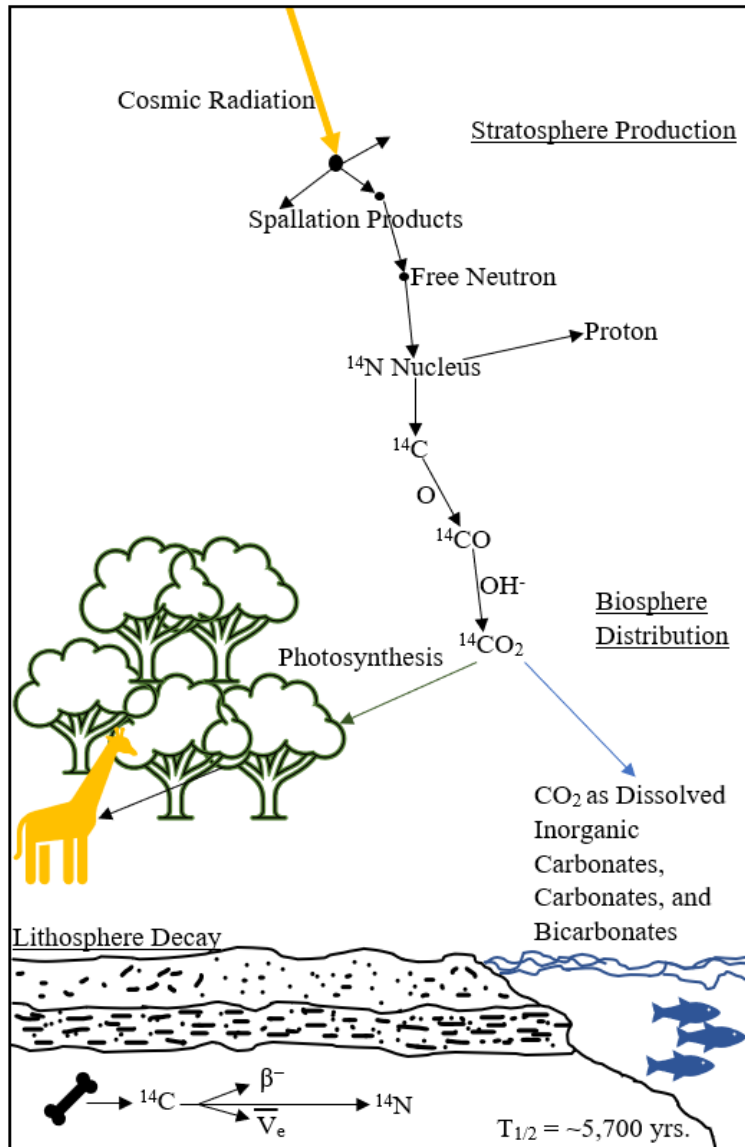 Cosmic Radiation
Stratosphere Production
Spallation Products
Free Neutron
Proton
¹⁴N Nucleus
¹⁴C
O
¹⁴CO
OH⁻
Biosphere
Distribution
¹⁴CO₂
Photosynthesis
CO₂ as Dissolved
Inorganic
Carbonates,
Carbonates, and
Bicarbonates
Lithosphere Decay
β⁻
¹⁴C
¹⁴N
V̅ₑ
T₁/₂ = ~5,700 yrs.